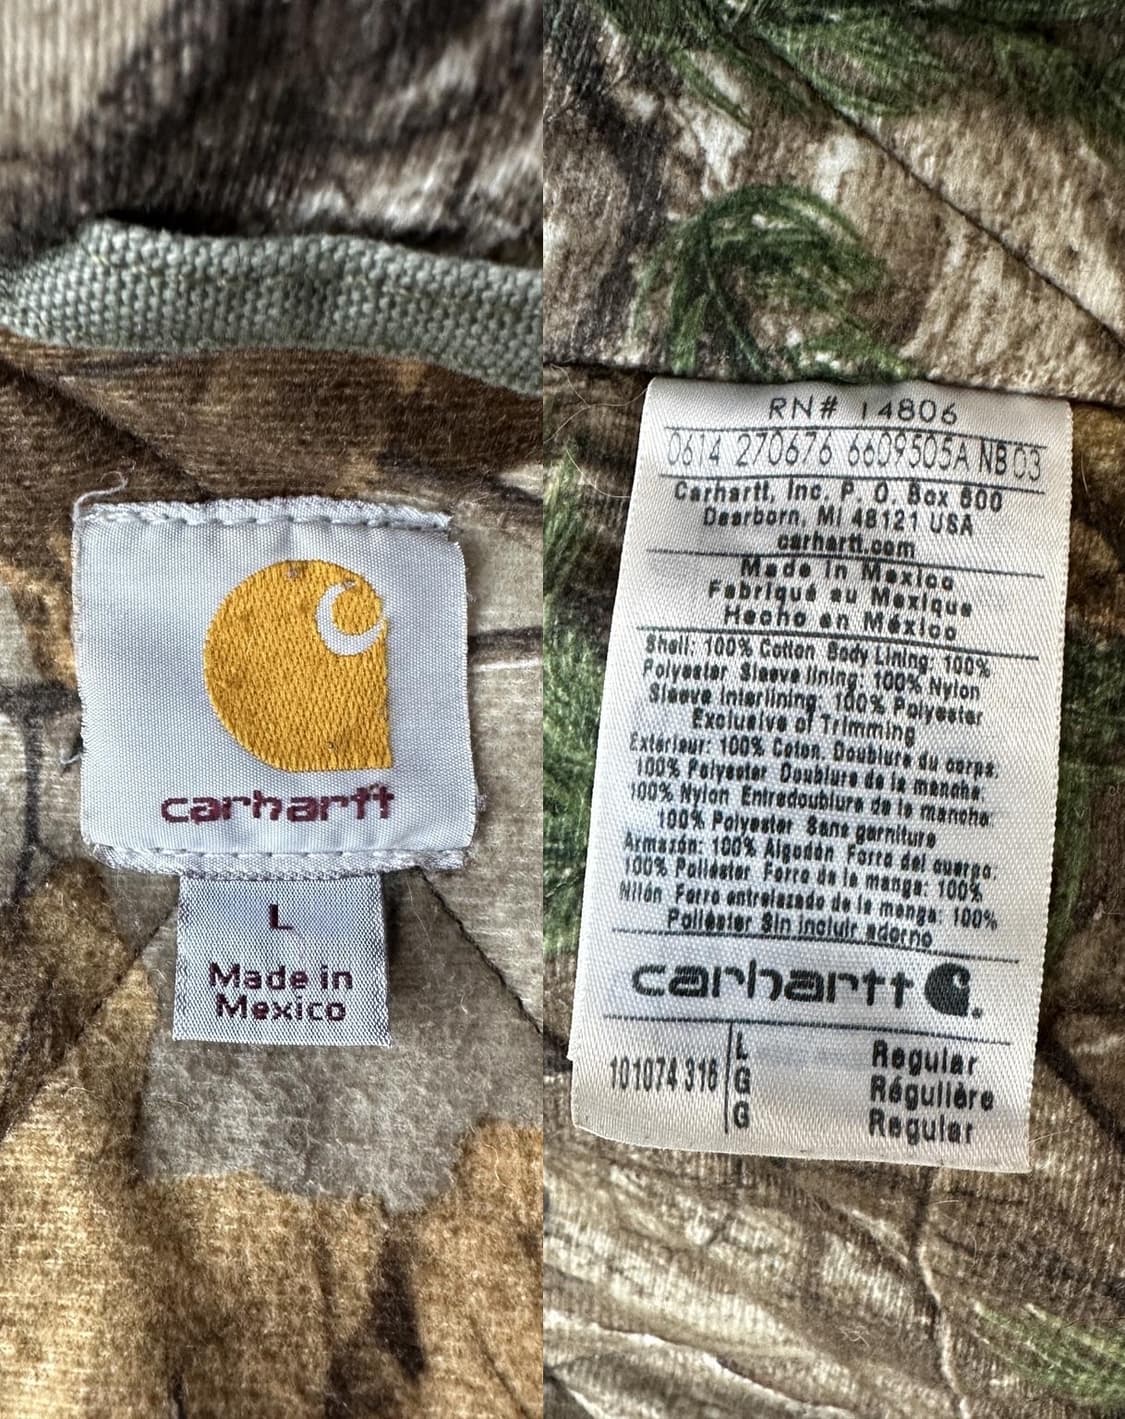 carhartt
L
Made in
Mexico
RN# 14806
0614 270676 6609505A NB 03
Carhartt, Inc. P. O. Box 600
Dearborn, MI 48121 USA
carhartt.com
Made in Mexico
Fabriqué au Mexique
Hecho en México
Shell: 100% Cotton Body Lining: 100%
Polyester Sleeve lining: 100% Nylon
Sleeve Interlining: 100% Polyester
Exclusive of Trimming
Extérieur: 100% Coton. Doublure du corps:
100% Polyester Doublure de la manche:
100% Nylon Entredoublure de la manche:
100% Polyester Sans garniture
Armazón: 100% Algodón Forro del cuerpo:
100% Poliéster Forro de la manga: 100%
Nilón Forro entrelazado de la manga: 100%
Poliéster Sin incluir adorno
carhartt
101074 316 L Regular
G Régulière
G Regular